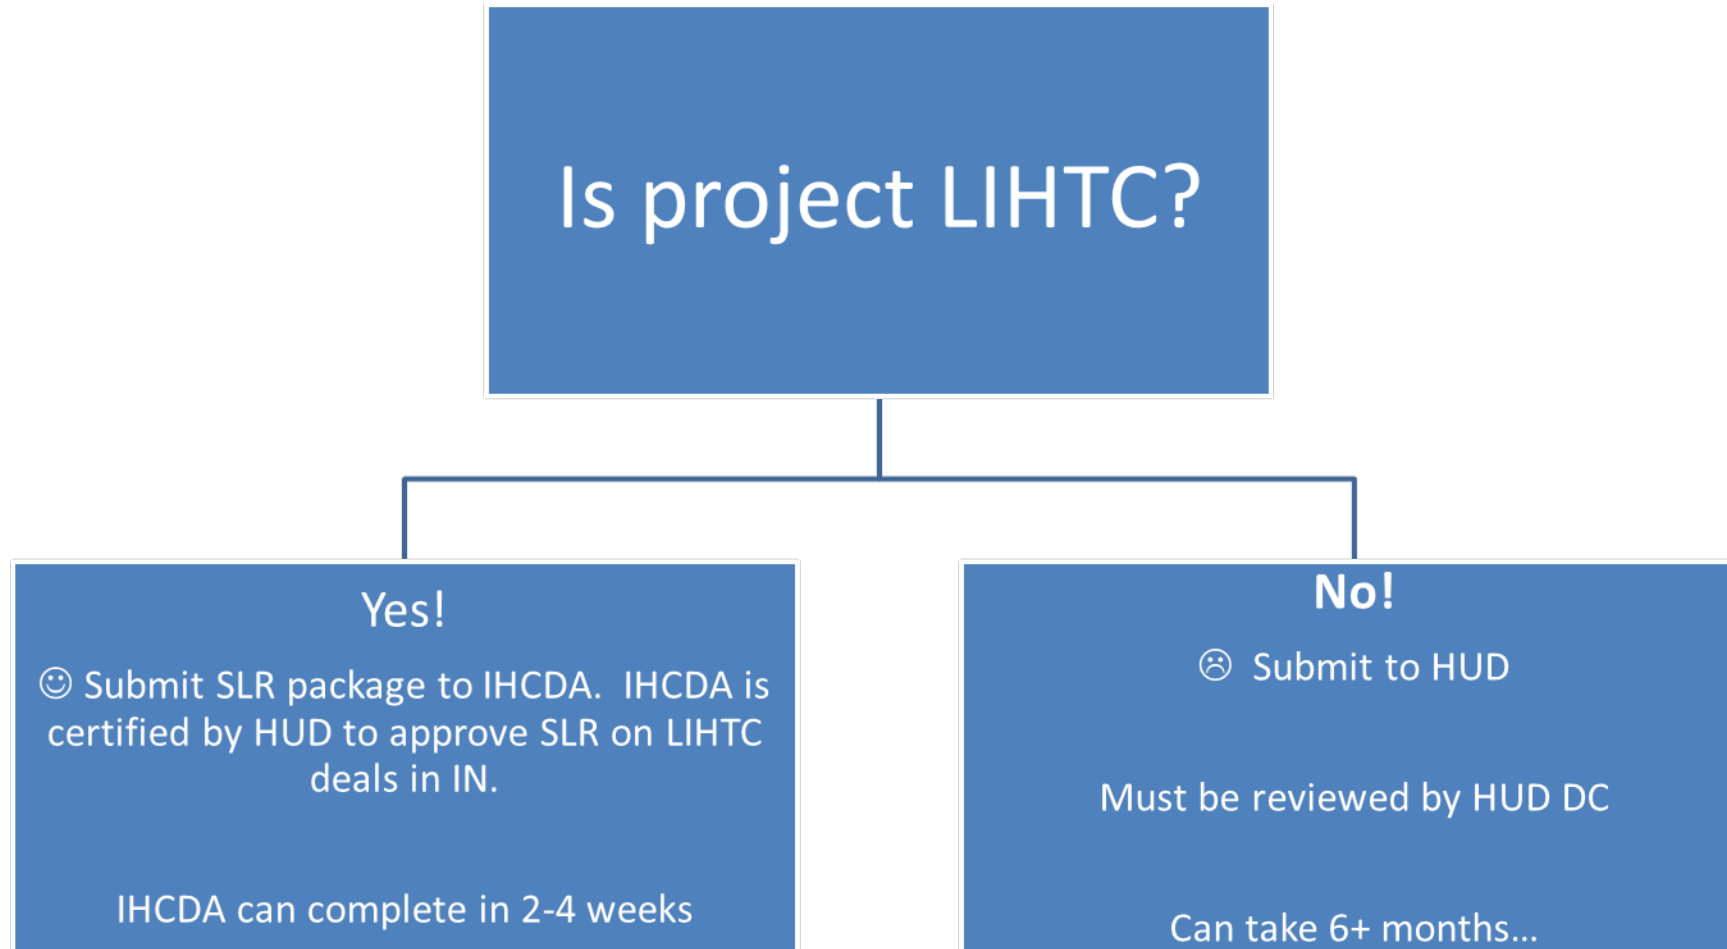 Is project LIHTC?
Yes!
☺ Submit SLR package to IHCDA. IHCDA is
certified by HUD to approve SLR on LIHTC
deals in IN.
IHCDA can complete in 2-4 weeks
No!
☹ Submit to HUD
Must be reviewed by HUD DC
Can take 6+ months...